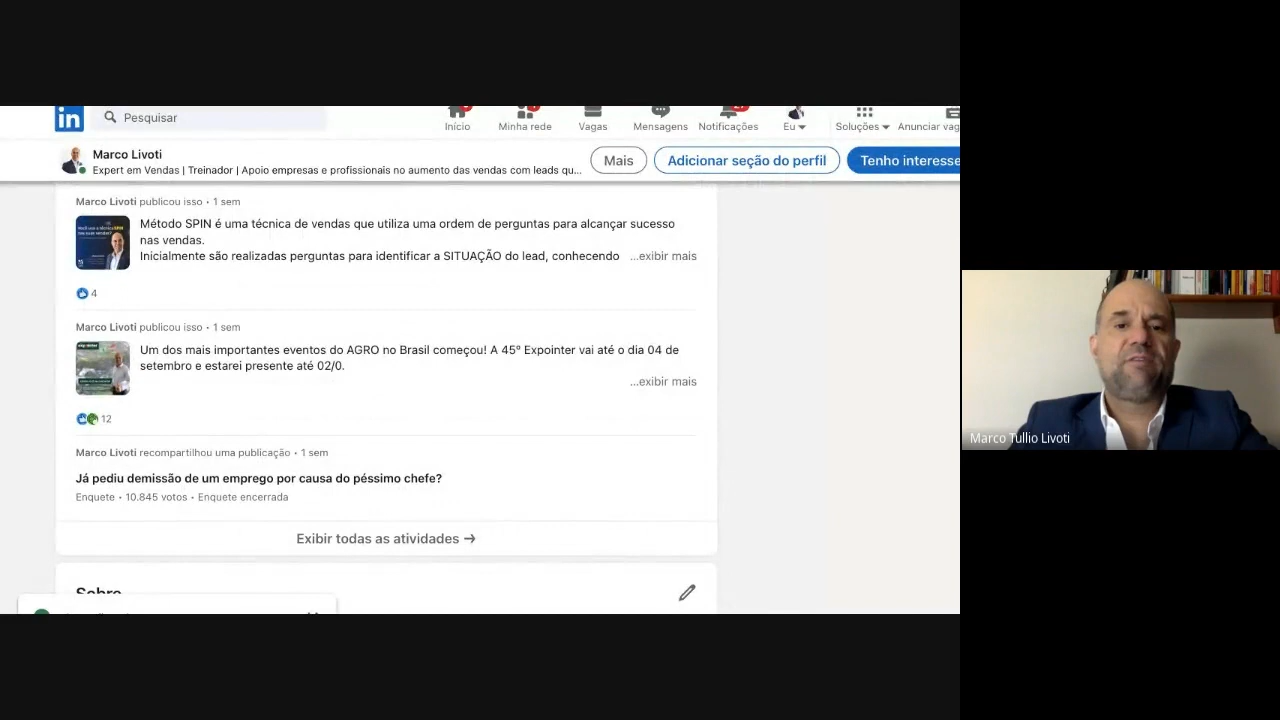 in
Pesquisar
Início
Minha rede
Vagas
Mensagens
Notificações
Eu
Soluções
Anunciar vag
Marco Livoti
Expert em Vendas | Treinador | Apoio empresas e profissionais no aumento das vendas com leads qu...
Mais
Adicionar seção do perfil
Tenho interesse
Marco Livoti publicou isso • 1 sem
Método SPIN é uma técnica de vendas que utiliza uma ordem de perguntas para alcançar sucesso
nas vendas.
Inicialmente são realizadas perguntas para identificar a SITUAÇÃO do lead, conhecendo ...exibir mais
4
Marco Livoti publicou isso • 1 sem
Um dos mais importantes eventos do AGRO no Brasil começou! A 45ª Expointer vai até o dia 04 de
setembro e estarei presente até 02/0.
...exibir mais
12
Marco Livoti recompartilhou uma publicação • 1 sem
Já pediu demissão de um emprego por causa do péssimo chefe?
Enquete • 10.845 votos • Enquete encerrada
Exibir todas as atividades →
Sobre
Marco Tullio Livoti